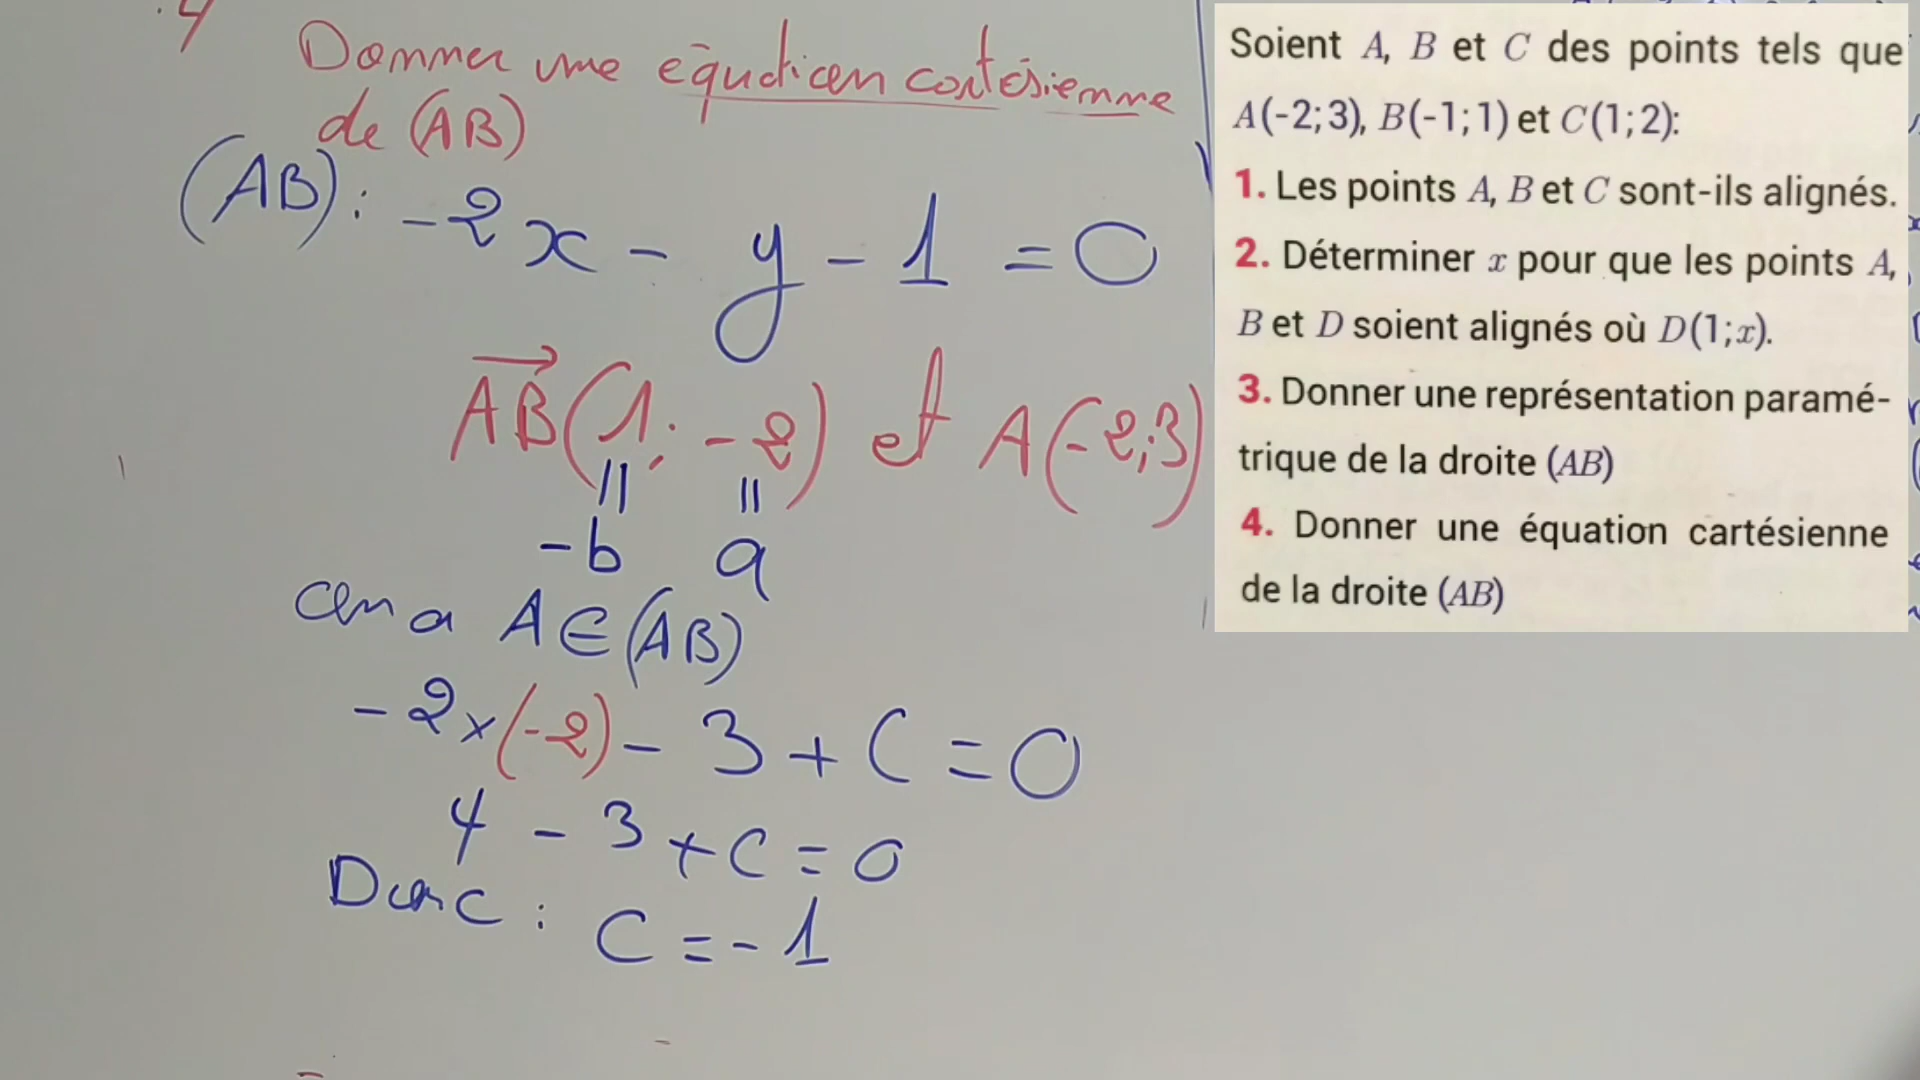 4
Donner une équation cartésienne
de (AB)
(AB): -2x - y - 1 = 0
AB(1; -2) et A(-2;3)
= =
-b a
on a A∈(AB)
-2×(-2) - 3 + C = 0
4 - 3 + C = 0
Donc : C = -1
Soient A, B et C des points tels que
A(-2;3), B(-1;1) et C(1;2):
1. Les points A, B et C sont-ils alignés.
2. Déterminer x pour que les points A,
B et D soient alignés où D(1;x).
3. Donner une représentation paramé-
trique de la droite (AB)
4. Donner une équation cartésienne
de la droite (AB)